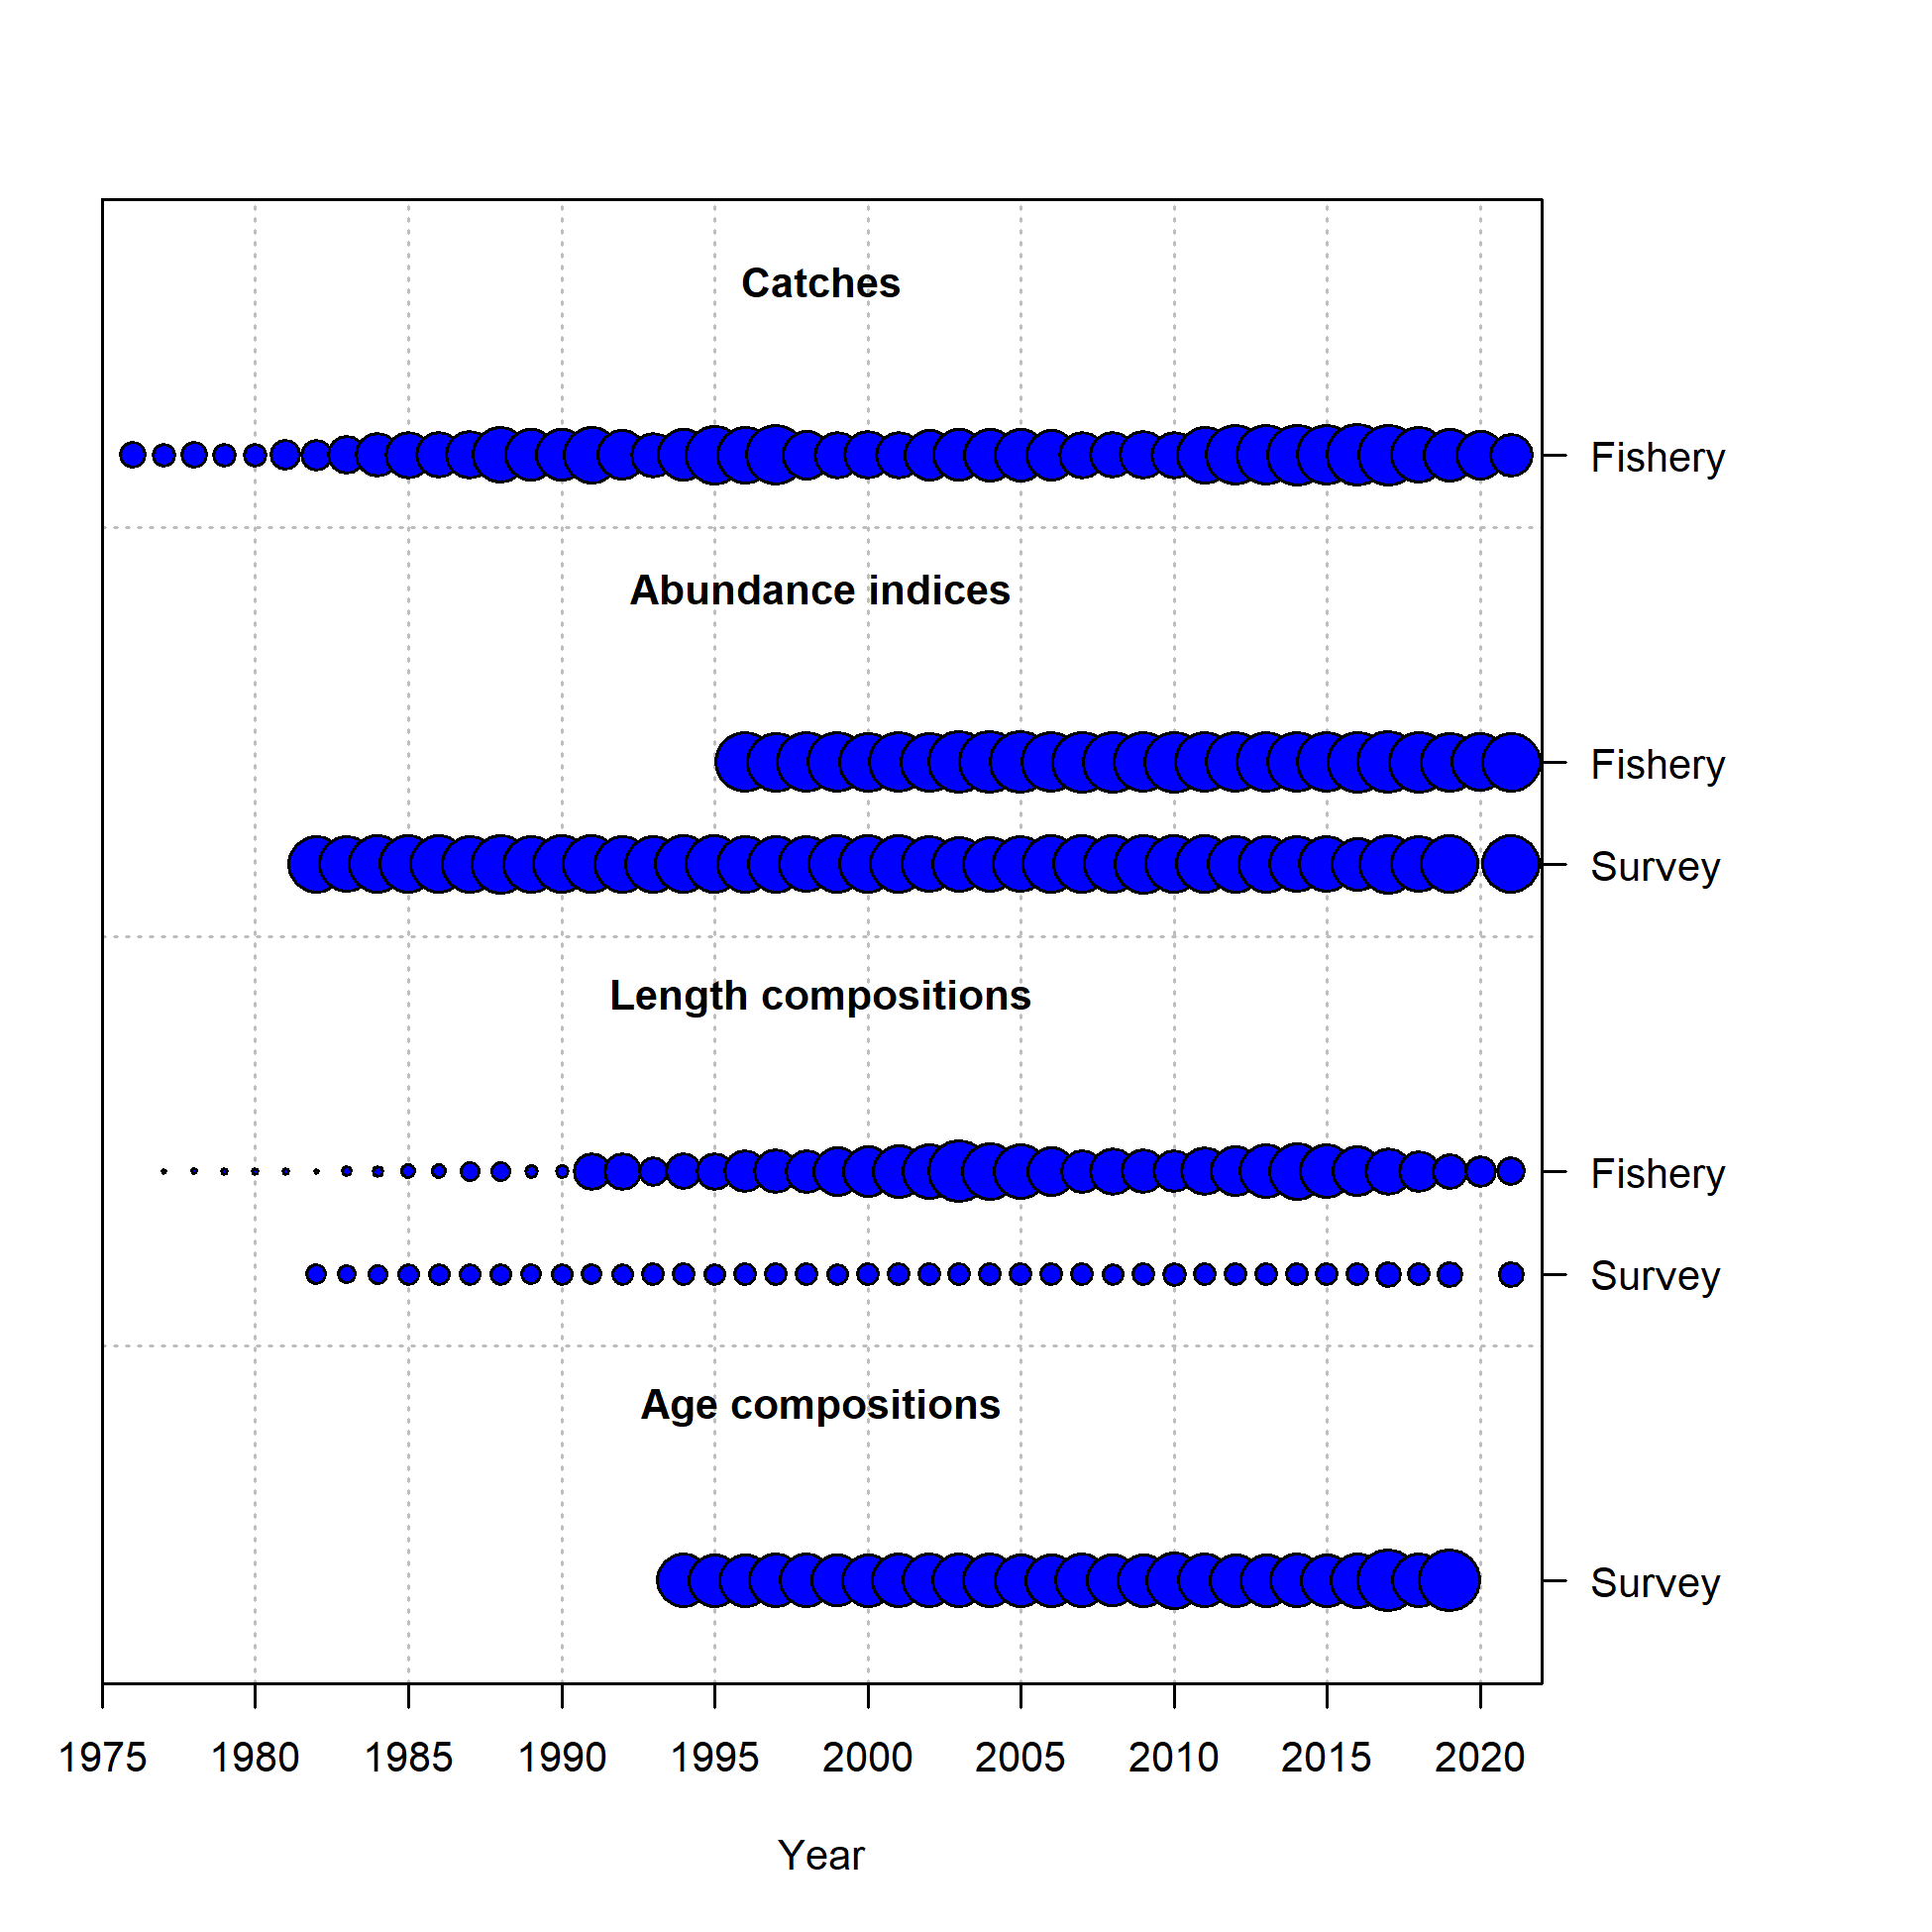 Catches
Fishery
Abundance indices
Fishery
Survey
Length compositions
Fishery
Survey
Age compositions
Survey
1975 1980 1985 1990 1995 2000 2005 2010 2015 2020
Year